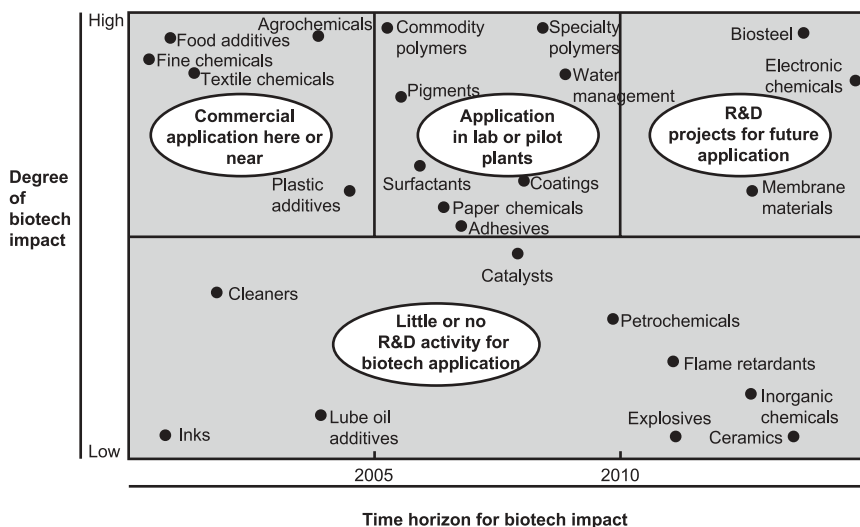 High
Food additives
Agrochemicals
Fine chemicals
Textile chemicals
Commodity
polymers
Specialty
polymers
Pigments
Water
management
Biosteel
Electronic
chemicals
Commercial
application here or
near
Application
in lab or pilot
plants
R&D
projects for future
application
Degree
of
biotech
impact
Plastic
additives
Surfactants
Coatings
Paper chemicals
Adhesives
Membrane
materials
Catalysts
Cleaners
Little or no
R&D activity for
biotech application
Petrochemicals
Flame retardants
Inorganic
chemicals
Inks
Lube oil
additives
Explosives
Ceramics
Low
2005
2010
Time horizon for biotech impact